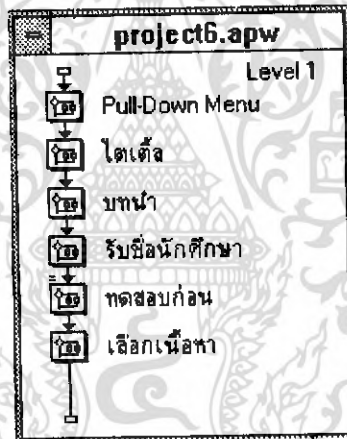 project6.apw
Level 1
Pull-Down Menu
ไตเติ้ล
บทนำ
รับชื่อนักศึกษา
ทดสอบก่อน
เลือกเนื้อหา